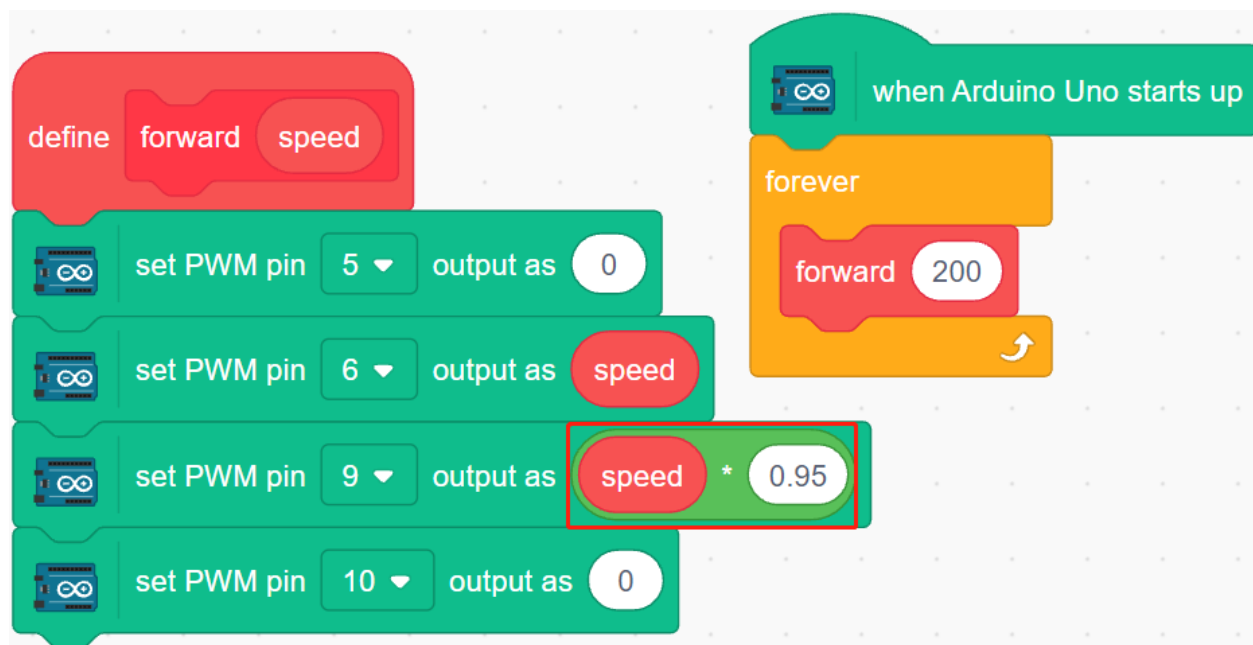 define forward speed
set PWM pin 5 output as 0
set PWM pin 6 output as speed
set PWM pin 9 output as speed * 0.95
set PWM pin 10 output as 0
when Arduino Uno starts up
forever
forward 200